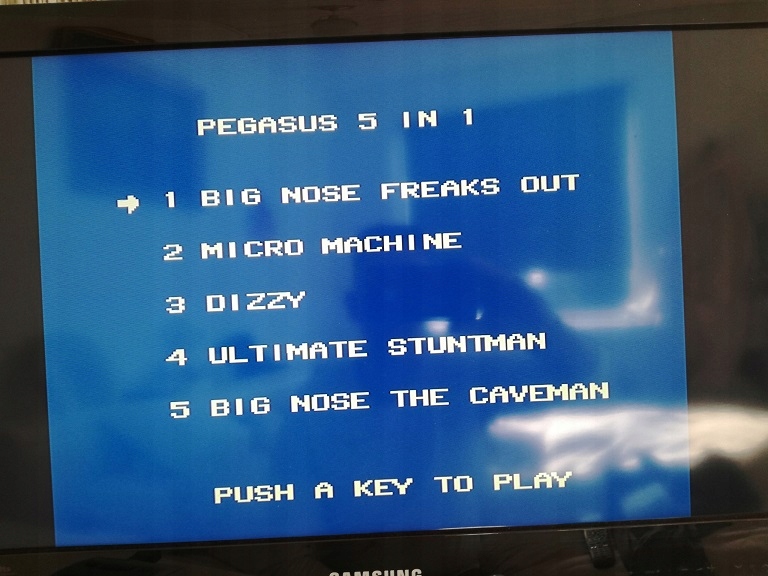 PEGASUS 5 IN 1
1 BIG NOSE FREAKS OUT
2 MICRO MACHINE
3 DIZZY
4 ULTIMATE STUNTMAN
5 BIG NOSE THE CAVEMAN
PUSH A KEY TO PLAY
SAMSUNG